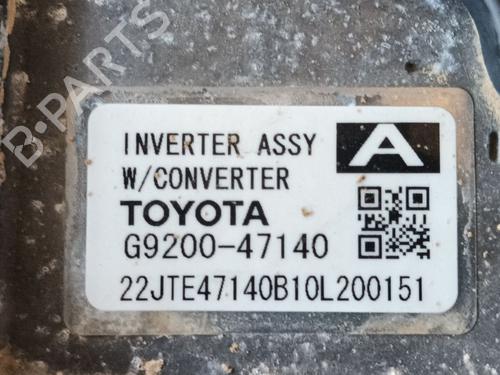 B-PARTS
INVERTER ASSY
W/CONVERTER
A
TOYOTA
G9200-47140
22JTE47140B10L200151